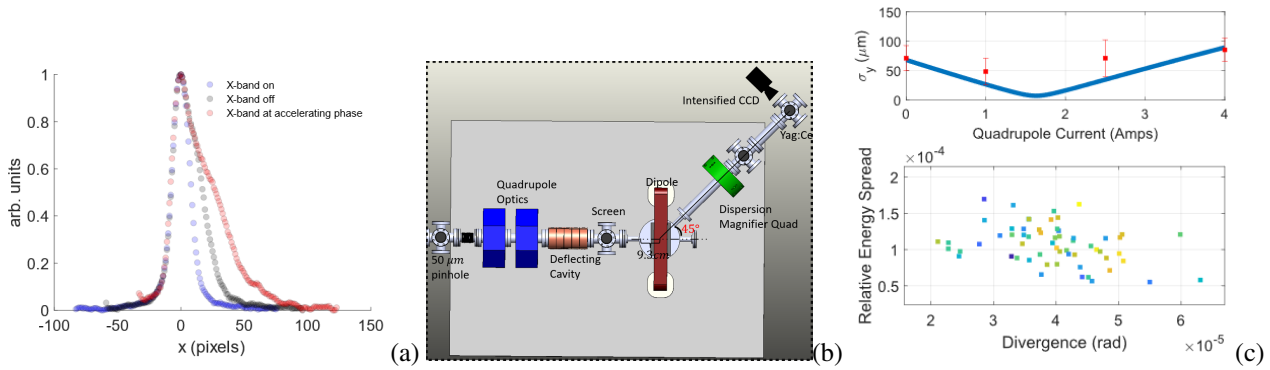 1
0.8
0.6
0.4
0.2
0
arb. units
-100
-50
0
50
100
150
x (pixels)
X-band on
X-band off
X-band at accelerating phase
(a)
Intensified CCD
Yag:Ce
Quadrupole
Optics
Dipole
Screen
Dispersion
Magnifier Quad
45°
9.3cm
50 μm
pinhole
Deflecting
Cavity
(b)
150
100
50
0
σy (μm)
0
1
2
3
4
Quadrupole Current (Amps)
× 10-4
2
1.5
1
0.5
Relative Energy Spread
2
3
4
5
6
Divergence (rad)
× 10-5
(c)